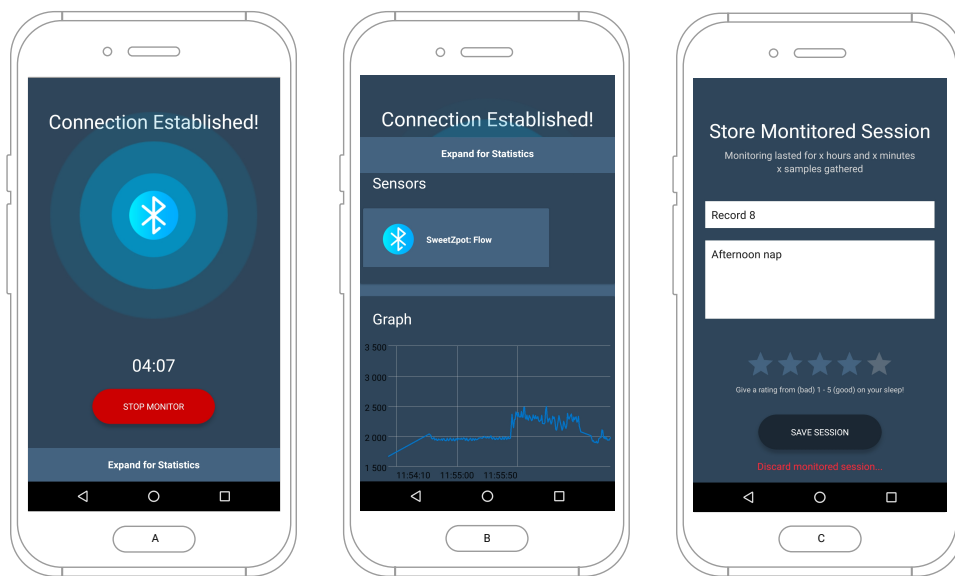 Connection Established!
04:07
STOP MONITOR
Expand for Statistics
A
Connection Established!
Expand for Statistics
Sensors
SweetZpot: Flow
Graph
3 500
3 000
2 500
2 000
1 500
11:54:10 11:55:00 11:55:50
B
Store Montitored Session
Monitoring lasted for x hours and x minutes
x samples gathered
Record 8
Afternoon nap
Give a rating from (bad) 1 - 5 (good) on your sleep!
SAVE SESSION
Discard monitored session...
C